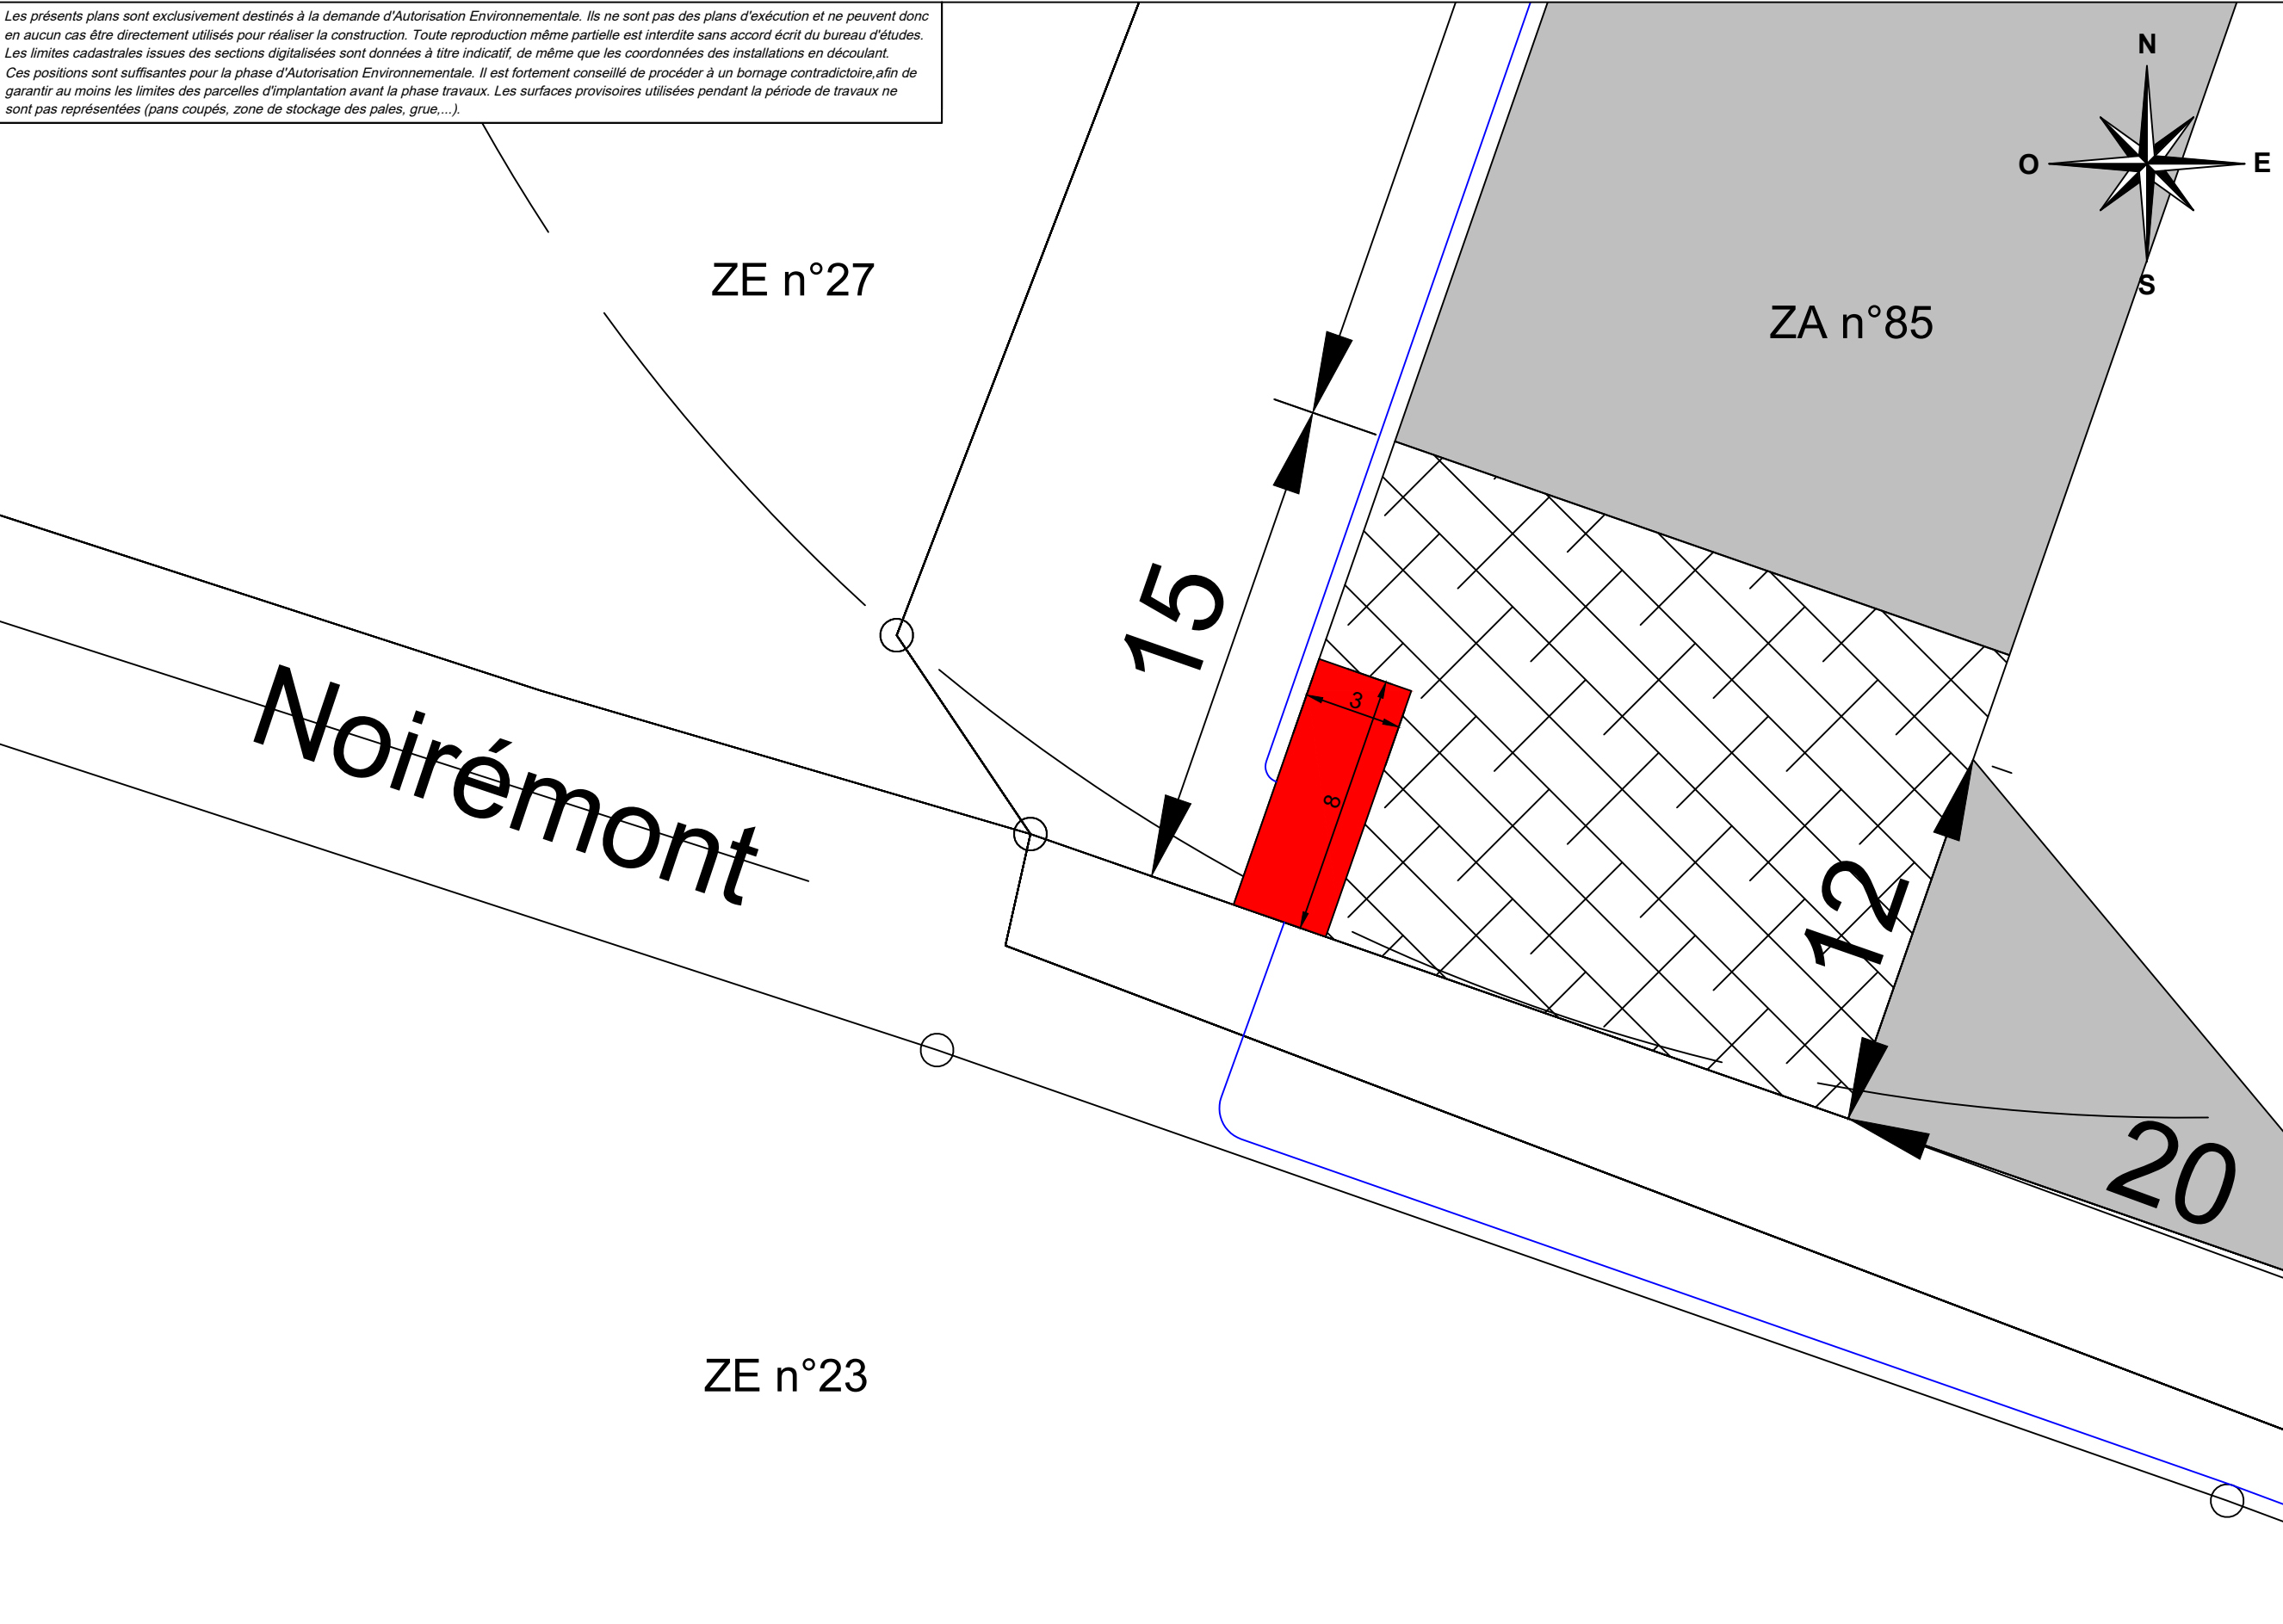 Les présents plans sont exclusivement destinés à la demande d'Autorisation Environnementale. Ils ne sont pas des plans d'exécution et ne peuvent donc
en aucun cas être directement utilisés pour réaliser la construction. Toute reproduction même partielle est interdite sans accord écrit du bureau d'études.
Les limites cadastrales issues des sections digitalisées sont données à titre indicatif, de même que les coordonnées des installations en découlant.
Ces positions sont suffisantes pour la phase d'Autorisation Environnementale. Il est fortement conseillé de procéder à un bornage contradictoire,afin de
garantir au moins les limites des parcelles d'implantation avant la phase travaux. Les surfaces provisoires utilisées pendant la période de travaux ne
sont pas représentées (pans coupés, zone de stockage des pales, grue,...).
N
O
E
S
ZE n°27
ZA n°85
15
3
8
Noirémont
12
20
ZE n°23